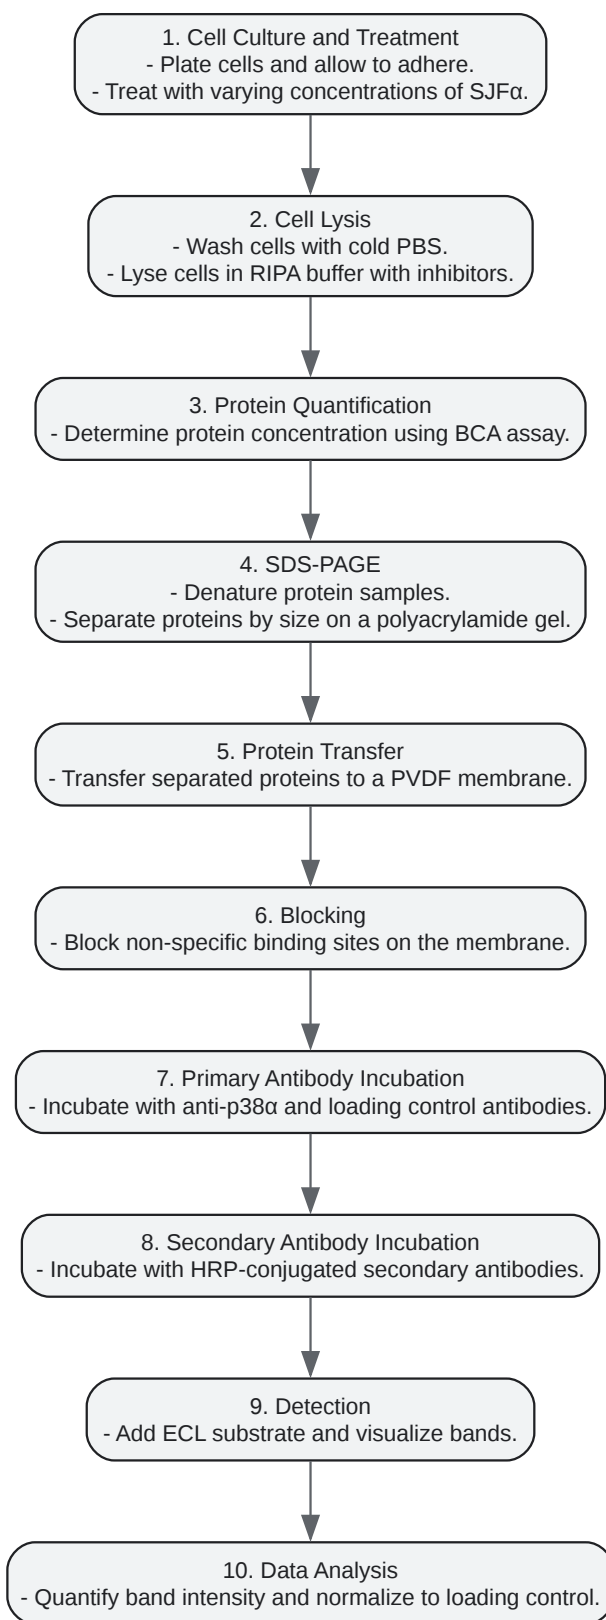 1. Cell Culture and Treatment
- Plate cells and allow to adhere.
- Treat with varying concentrations of SJFα.
2. Cell Lysis
- Wash cells with cold PBS.
- Lyse cells in RIPA buffer with inhibitors.
3. Protein Quantification
- Determine protein concentration using BCA assay.
4. SDS-PAGE
- Denature protein samples.
- Separate proteins by size on a polyacrylamide gel.
5. Protein Transfer
- Transfer separated proteins to a PVDF membrane.
6. Blocking
- Block non-specific binding sites on the membrane.
7. Primary Antibody Incubation
- Incubate with anti-p38α and loading control antibodies.
8. Secondary Antibody Incubation
- Incubate with HRP-conjugated secondary antibodies.
9. Detection
- Add ECL substrate and visualize bands.
10. Data Analysis
- Quantify band intensity and normalize to loading control.